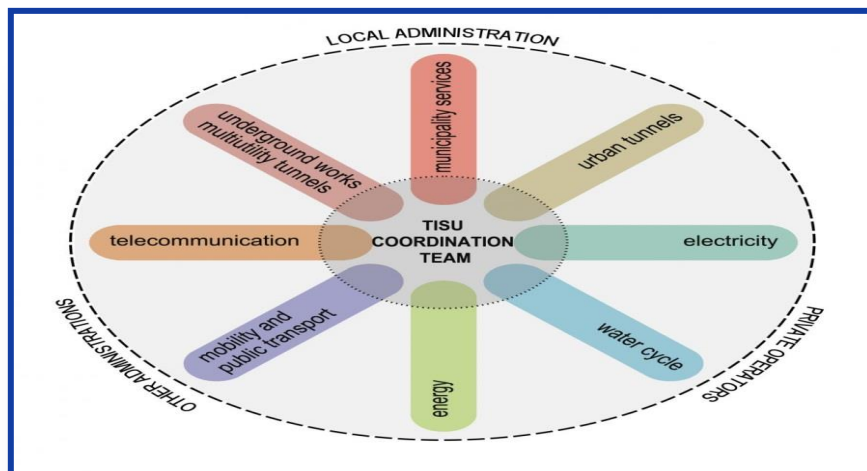 LOCAL ADMINISTRATION
municipality services
underground works
multiutility tunnels
urban tunnels
telecommunication
TISU
COORDINATION
TEAM
electricity
mobility and
public transport
energy
water cycle
OTHER ADMINISTRATIONS
PRIVATE OPERATORS